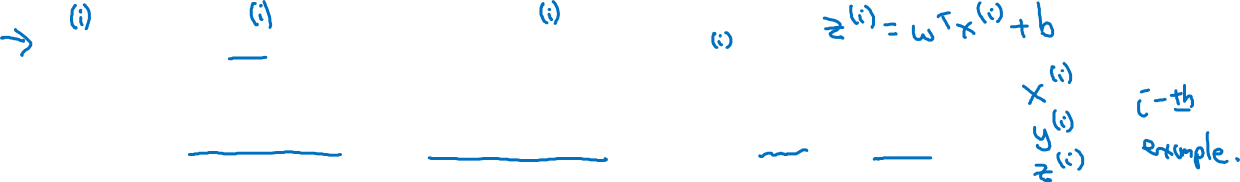 (i) (i) (i) z^(i) = w^T x^(i) + b
(i)
x^(i)
y^(i)
z^(i)
i-th
example.